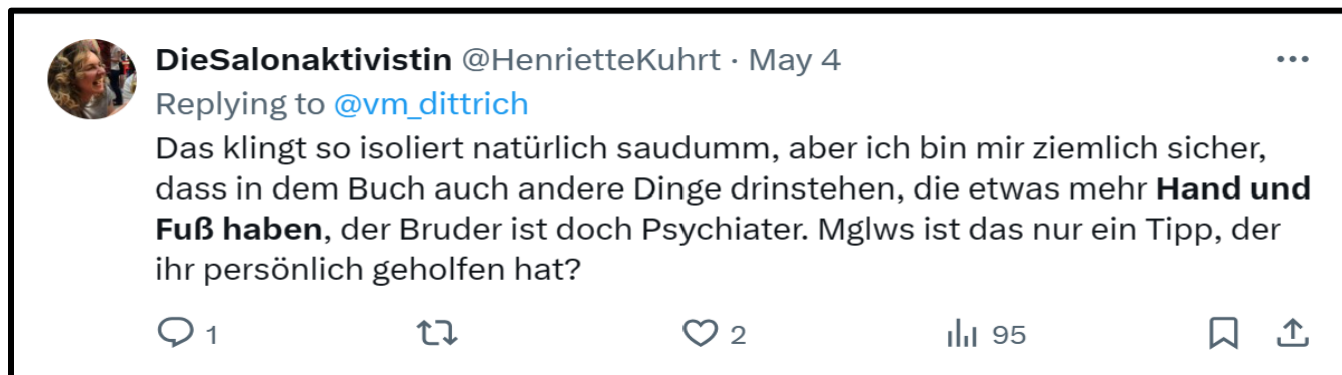 DieSalonaktivistin @HenrietteKuhrt · May 4
Replying to @vm_dittrich
Das klingt so isoliert natürlich saudumm, aber ich bin mir ziemlich sicher,
dass in dem Buch auch andere Dinge drinstehen, die etwas mehr Hand und
Fuß haben, der Bruder ist doch Psychiater. Mglws ist das nur ein Tipp, der
ihr persönlich geholfen hat?
1 2 95